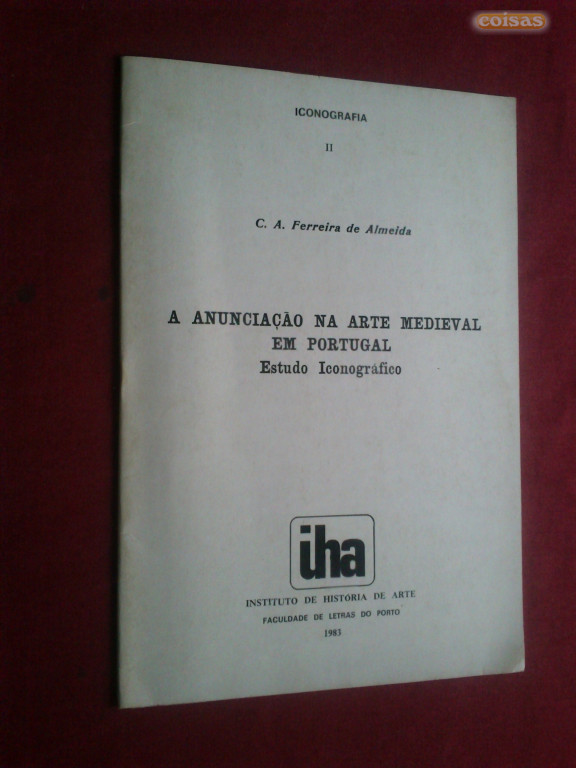 coisas
ICONOGRAFIA
II
C. A. Ferreira de Almeida
A ANUNCIAÇÃO NA ARTE MEDIEVAL
EM PORTUGAL
Estudo Iconográfico
iha
INSTITUTO DE HISTÓRIA DE ARTE
FACULDADE DE LETRAS DO PORTO
1983